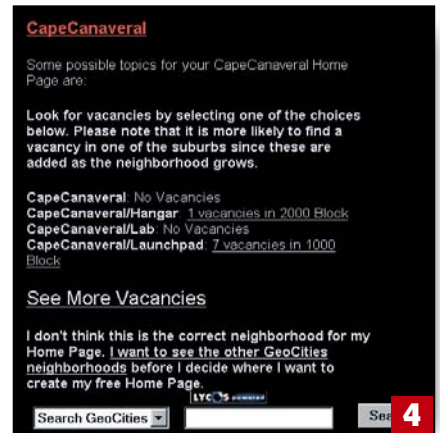 CapeCanaveral
Some possible topics for your CapeCanaveral Home
Page are:
Look for vacancies by selecting one of the choices
below. Please note that it is more likely to find a
vacancy in one of the suburbs since these are
added as the neighborhood grows.
CapeCanaveral: No Vacancies
CapeCanaveral/Hangar: 1 vacancies in 2000 Block
CapeCanaveral/Lab: No Vacancies
CapeCanaveral/Launchpad: 7 vacancies in 1000
Block
See More Vacancies
I don't think this is the correct neighborhood for my
Home Page. I want to see the other GeoCities
neighborhoods before I decide where I want to
create my free Home Page.
LYCOS powered
Search GeoCities Sea 4